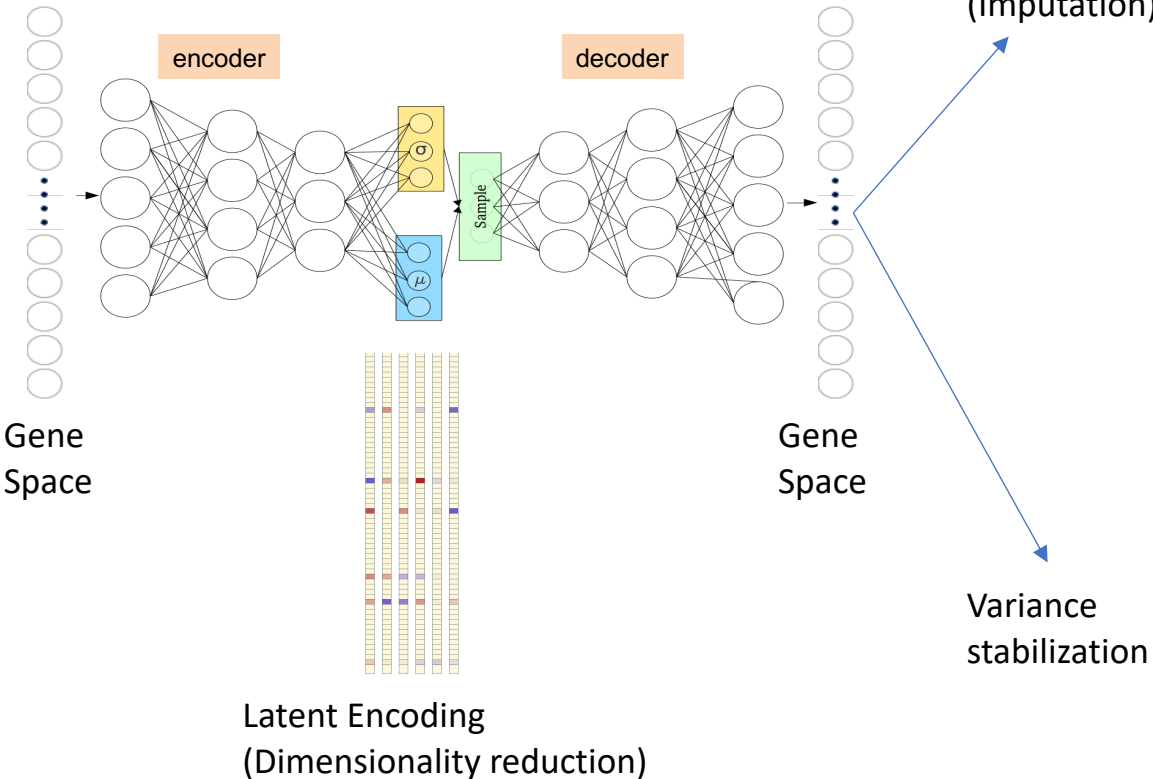 (Imputation)
encoder
decoder
σ
Sample
μ
Gene
Space
Gene
Space
Variance
stabilization
Latent Encoding
(Dimensionality reduction)